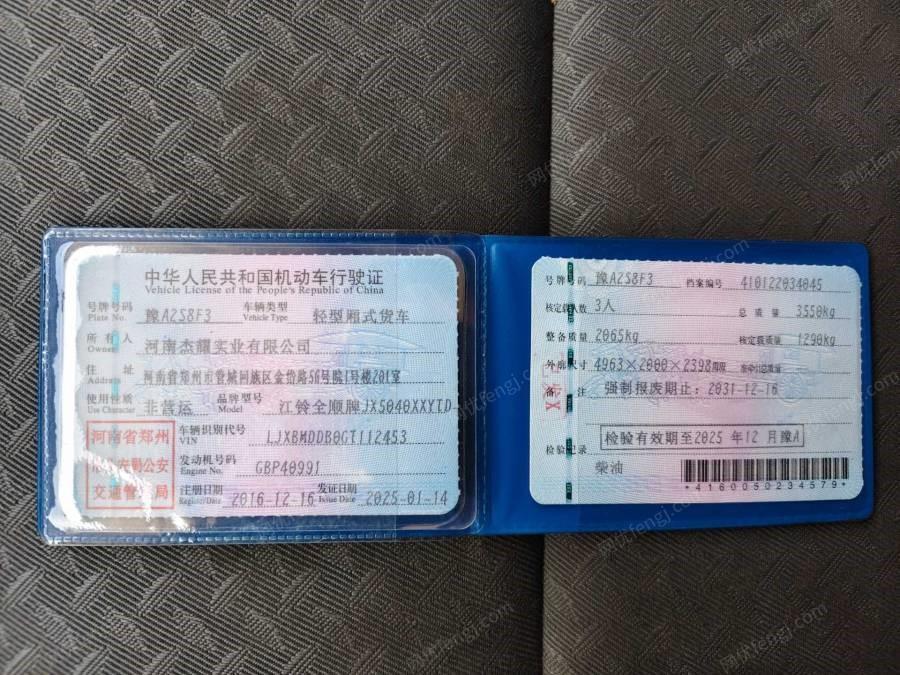 中华人民共和国机动车行驶证
Vehicle License of the People's Republic of China
号牌号码 豫A2S8F3 车辆类型 轻型厢式货车
Plate No. Vehicle Type
所有人 河南杰耀实业有限公司
Owner
住址 河南省郑州市管城回族区金岱路56号院1号楼201室
Address
使用性质 非营运 品牌型号 江铃全顺牌JX5040XXYTD
Use Character Model
河南省郑州
交通管 局
车辆识别代号 LJXBMDDB0GT112453
VIN
发动机号码 GBP40991
Engine No.
注册日期 2016-12-16 发证日期 2025-01-14
Register Date Issue Date
号牌号码 豫A2S8F3 档案编号 410122034045
核定载人数 3人 总质量 3550kg
整备质量 2065kg 核定载质量 1290kg
外廓尺寸 4963×2000×2398
备注 强制报废期止：2031-12-16
检验记录 检验有效期至2025 年 12 月豫A
柴油
*4160050234579*
网优fengj.com